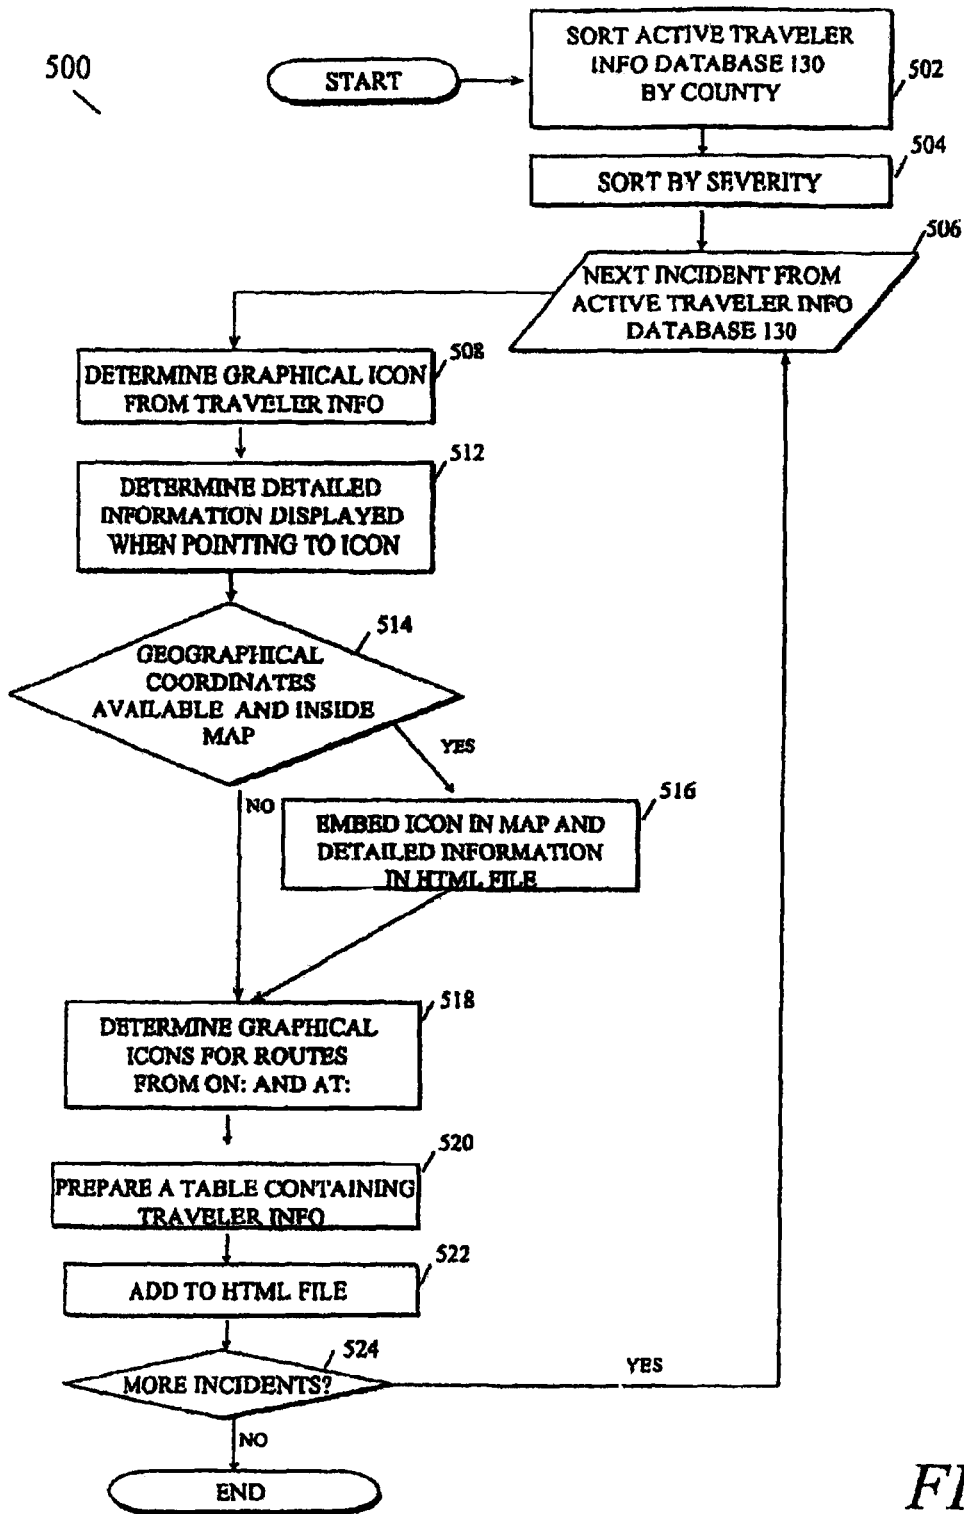 500
START
SORT ACTIVE TRAVELER
INFO DATABASE 130
BY COUNTY
502
SORT BY SEVERITY
504
NEXT INCIDENT FROM
ACTIVE TRAVELER INFO
DATABASE 130
506
DETERMINE GRAPHICAL ICON
FROM TRAVELER INFO
508
DETERMINE DETAILED
INFORMATION DISPLAYED
WHEN POINTING TO ICON
512
GEOGRAPHICAL
COORDINATES
AVAILABLE AND INSIDE
MAP
514
YES
NO
EMBED ICON IN MAP AND
DETAILED INFORMATION
IN HTML FILE
516
DETERMINE GRAPHICAL
ICONS FOR ROUTES
FROM ON: AND AT:
518
PREPARE A TABLE CONTAINING
TRAVELER INFO
520
ADD TO HTML FILE
522
MORE INCIDENTS?
524
YES
NO
END